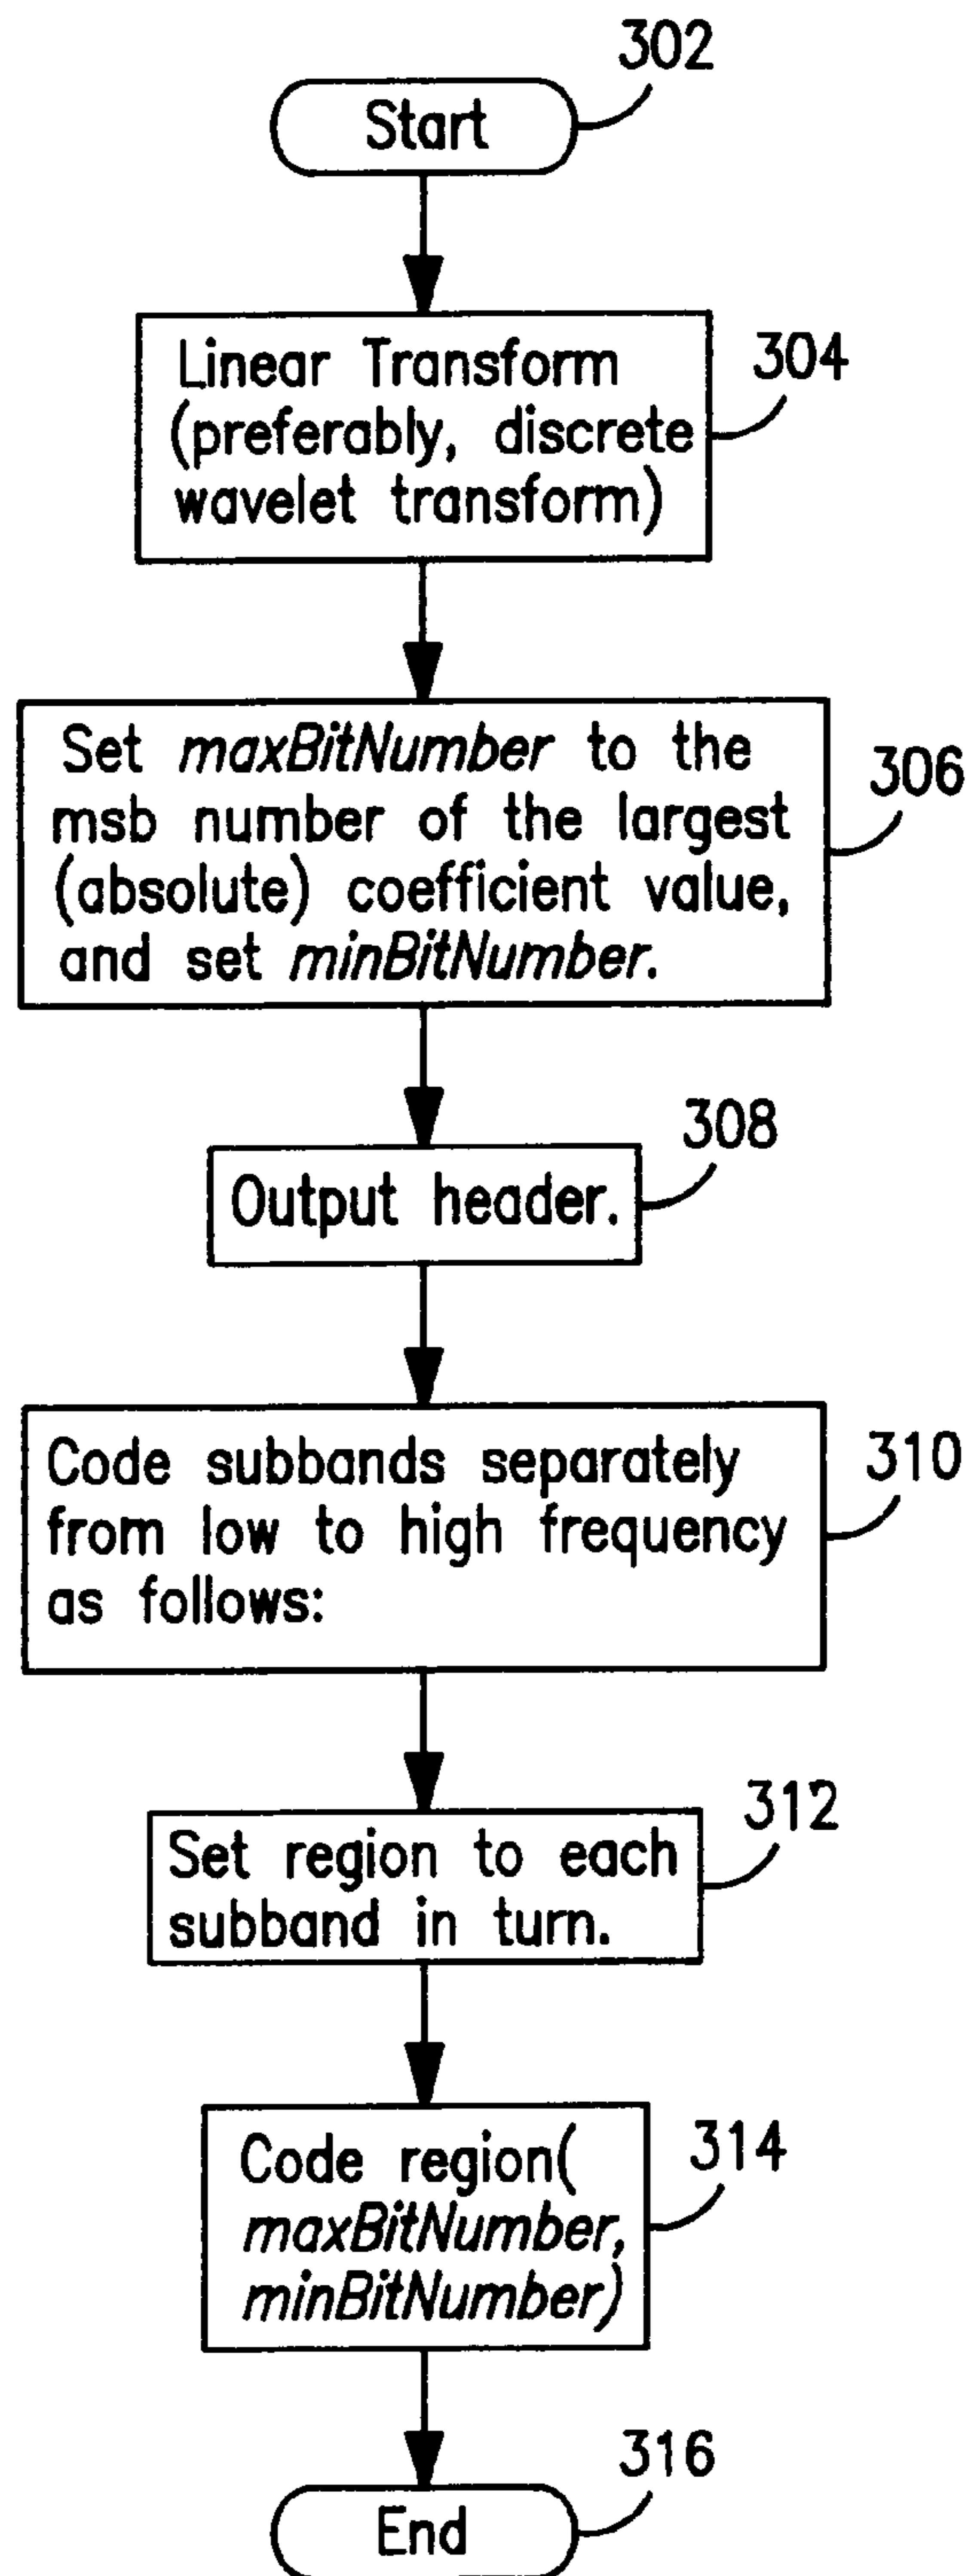 302
Start
304
Linear Transform
(preferably, discrete
wavelet transform)
306
Set maxBitNumber to the
msb number of the largest
(absolute) coefficient value,
and set minBitNumber.
308
Output header.
310
Code subbands separately
from low to high frequency
as follows:
312
Set region to each
subband in turn.
314
Code region(
maxBitNumber,
minBitNumber)
316
End